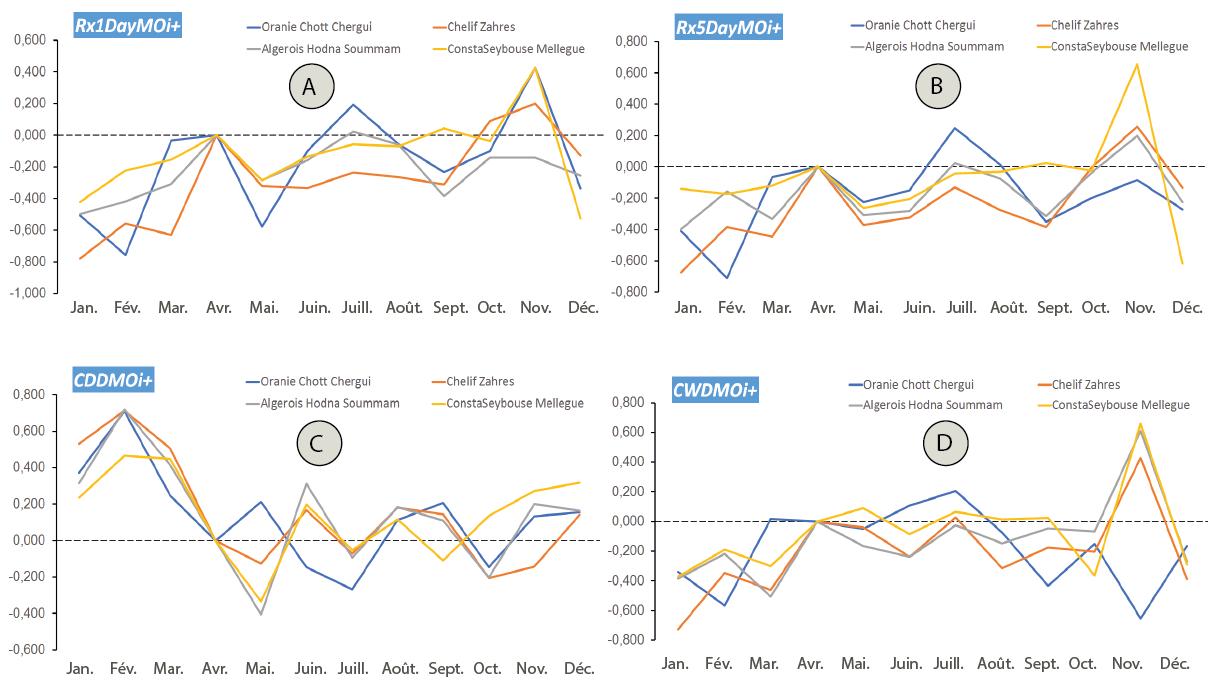 Rx1DayMOi+
Oranie Chott Chergui
Chelif Zahres
Algerois Hodna Soummam
ConstaSeybouse Mellegue
A
0,600
0,400
0,200
0,000
-0,200
-0,400
-0,600
-0,800
-1,000
Jan. Fév. Mar. Avr. Mai. Juin. Juill. Août. Sept. Oct. Nov. Déc.
Rx5DayMOi+
Oranie Chott Chergui
Chelif Zahres
Algerois Hodna Soummam
ConstaSeybouse Mellegue
B
0,800
0,600
0,400
0,200
0,000
-0,200
-0,400
-0,600
-0,800
Jan. Fév. Mar. Avr. Mai. Juin. Juill. Août. Sept. Oct. Nov. Déc.
CDDMOi+
Oranie Chott Chergui
Chelif Zahres
Algerois Hodna Soummam
ConstaSeybouse Mellegue
C
0,800
0,600
0,400
0,200
0,000
-0,200
-0,400
-0,600
Jan. Fév. Mar. Avr. Mai. Juin. Juill. Août. Sept. Oct. Nov. Déc.
CWDMOi+
Oranie Chott Chergui
Chelif Zahres
Algerois Hodna Soummam
ConstaSeybouse Mellegue
D
0,800
0,600
0,400
0,200
0,000
-0,200
-0,400
-0,600
-0,800
Jan. Fév. Mar. Avr. Mai. Juin. Juill. Août. Sept. Oct. Nov. Déc.